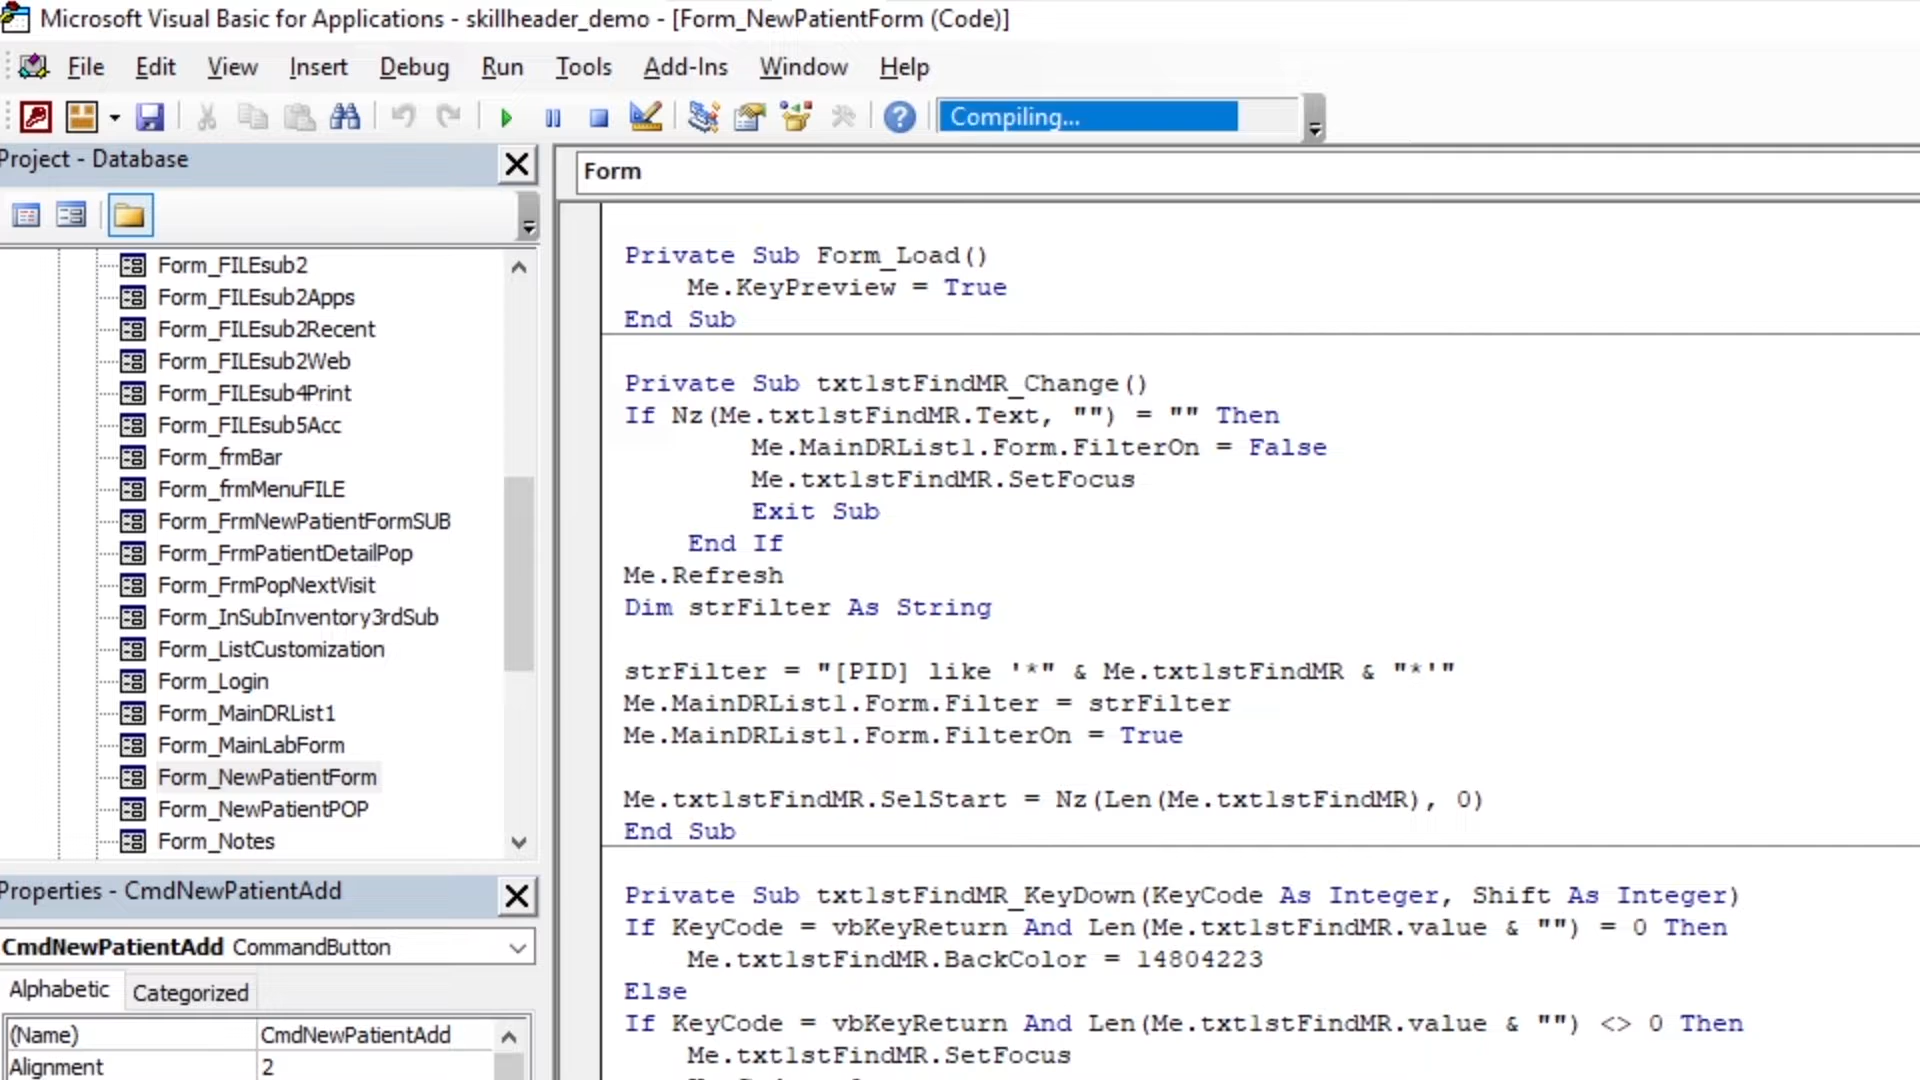 Microsoft Visual Basic for Applications - skillheader_demo - [Form_NewPatientForm (Code)]
File Edit View Insert Debug Run Tools Add-Ins Window Help
Compiling...
Project - Database
Form
Form_FILEsub2
Form_FILEsub2Apps
Form_FILEsub2Recent
Form_FILEsub2Web
Form_FILEsub4Print
Form_FILEsub5Acc
Form_frmBar
Form_frmMenuFILE
Form_FrmNewPatientFormSUB
Form_FrmPatientDetailPop
Form_FrmPopNextVisit
Form_InSubInventory3rdSub
Form_ListCustomization
Form_Login
Form_MainDRList1
Form_MainLabForm
Form_NewPatientForm
Form_NewPatientPOP
Form_Notes
Properties - CmdNewPatientAdd
CmdNewPatientAdd CommandButton
Alphabetic Categorized
(Name) CmdNewPatientAdd
Alignment 2
Private Sub Form_Load()
Me.KeyPreview = True
End Sub
Private Sub txtlstFindMR_Change()
If Nz(Me.txtlstFindMR.Text, "") = "" Then
Me.MainDRList1.Form.FilterOn = False
Me.txtlstFindMR.SetFocus
Exit Sub
End If
Me.Refresh
Dim strFilter As String
strFilter = "[PID] like '*" & Me.txtlstFindMR & "*'"
Me.MainDRList1.Form.Filter = strFilter
Me.MainDRList1.Form.FilterOn = True
Me.txtlstFindMR.SelStart = Nz(Len(Me.txtlstFindMR), 0)
End Sub
Private Sub txtlstFindMR_KeyDown(KeyCode As Integer, Shift As Integer)
If KeyCode = vbKeyReturn And Len(Me.txtlstFindMR.value & "") = 0 Then
Me.txtlstFindMR.BackColor = 14804223
Else
If KeyCode = vbKeyReturn And Len(Me.txtlstFindMR.value & "") <> 0 Then
Me.txtlstFindMR.SetFocus